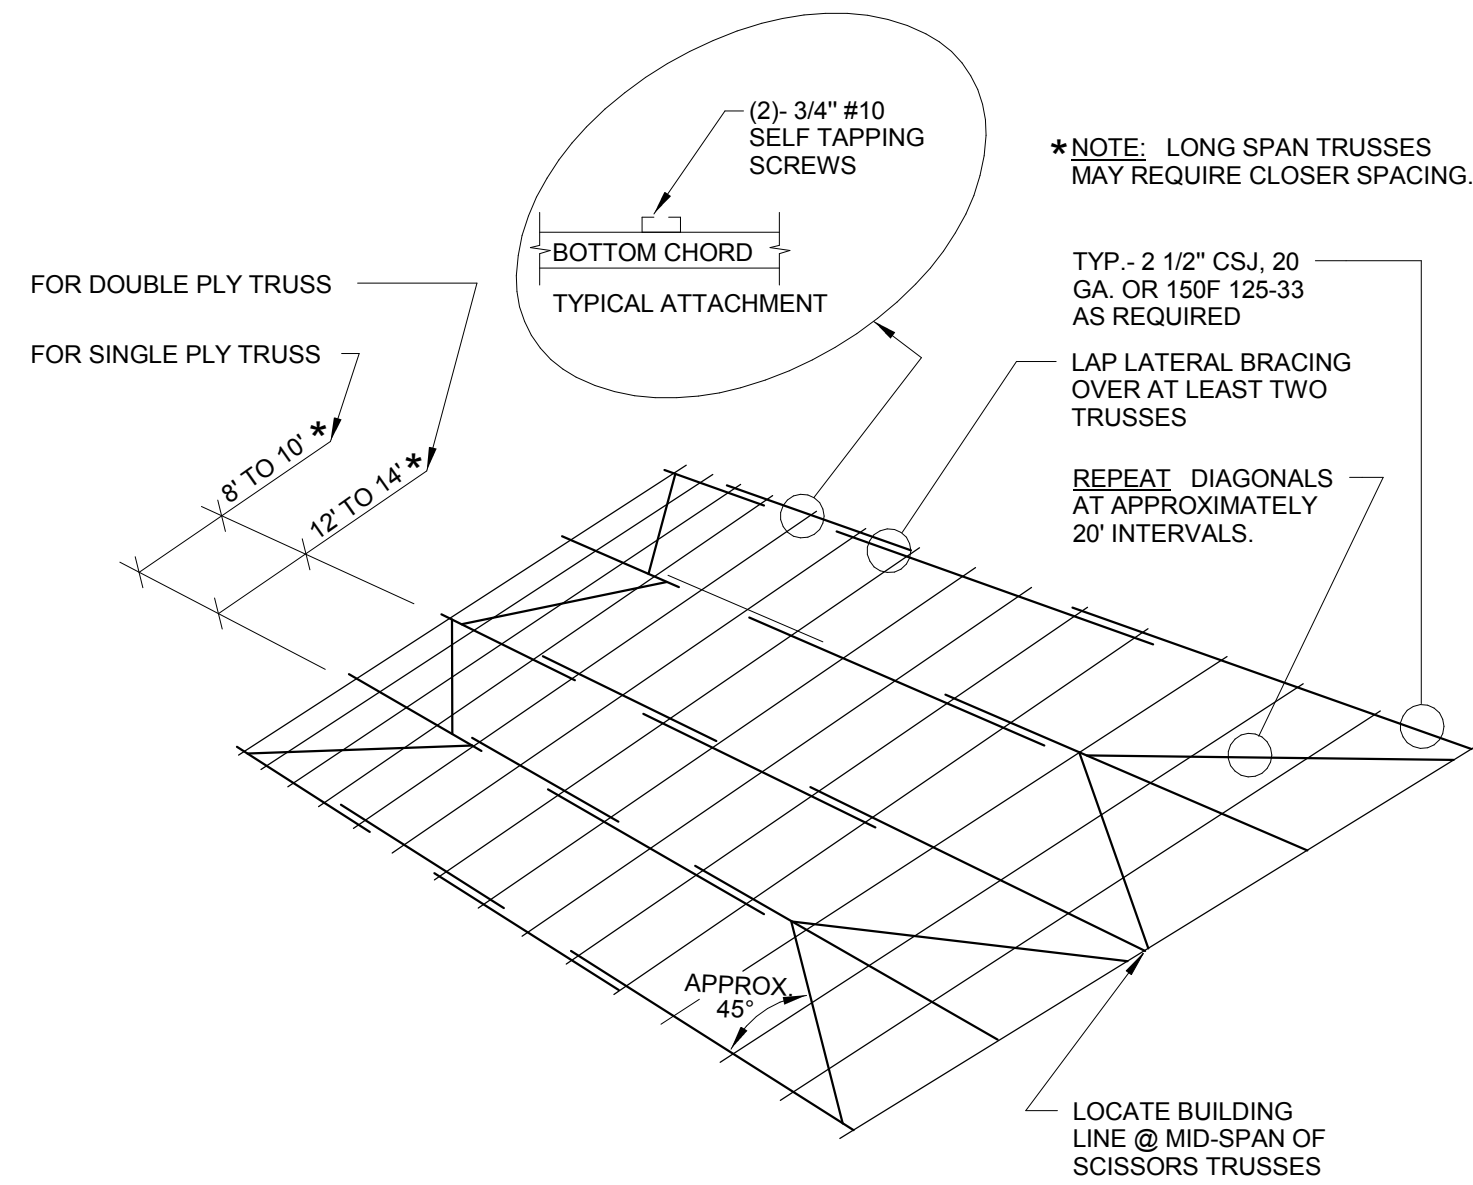 (2)- 3/4" #10
SELF TAPPING
SCREWS
BOTTOM CHORD
TYPICAL ATTACHMENT
* NOTE: LONG SPAN TRUSSES
MAY REQUIRE CLOSER SPACING.
TYP.- 2 1/2" CSJ, 20
GA. OR 150F 125-33
AS REQUIRED
FOR DOUBLE PLY TRUSS
FOR SINGLE PLY TRUSS
LAP LATERAL BRACING
OVER AT LEAST TWO
TRUSSES
8' TO 10' *
12' TO 14' *
REPEAT DIAGONALS
AT APPROXIMATELY
20' INTERVALS.
APPROX.
45°
LOCATE BUILDING
LINE @ MID-SPAN OF
SCISSORS TRUSSES